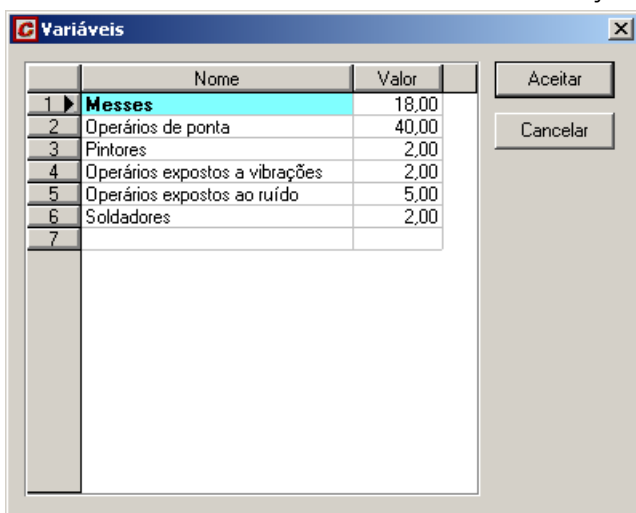 Variáveis
Nome Valor
1 Messes 18,00
2 Operários de ponta 40,00
3 Pintores 2,00
4 Operários expostos a vibrações 2,00
5 Operários expostos ao ruído 5,00
6 Soldadores 2,00
7
Aceitar
Cancelar